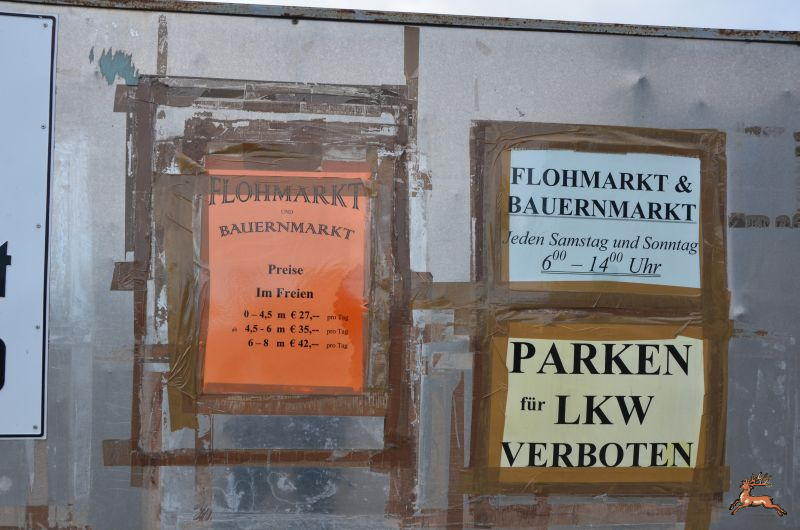 FLOHMARKT
UND
BAUERNMARKT
Preise
Im Freien
0 – 4,5 m € 27,-- pro Tag
ab 4,5 - 6 m € 35,-- pro Tag
6 – 8 m € 42,-- pro Tag
FLOHMARKT &
BAUERNMARKT
Jeden Samstag und Sonntag
6⁰⁰ – 14⁰⁰ Uhr
PARKEN
für LKW
VERBOTEN